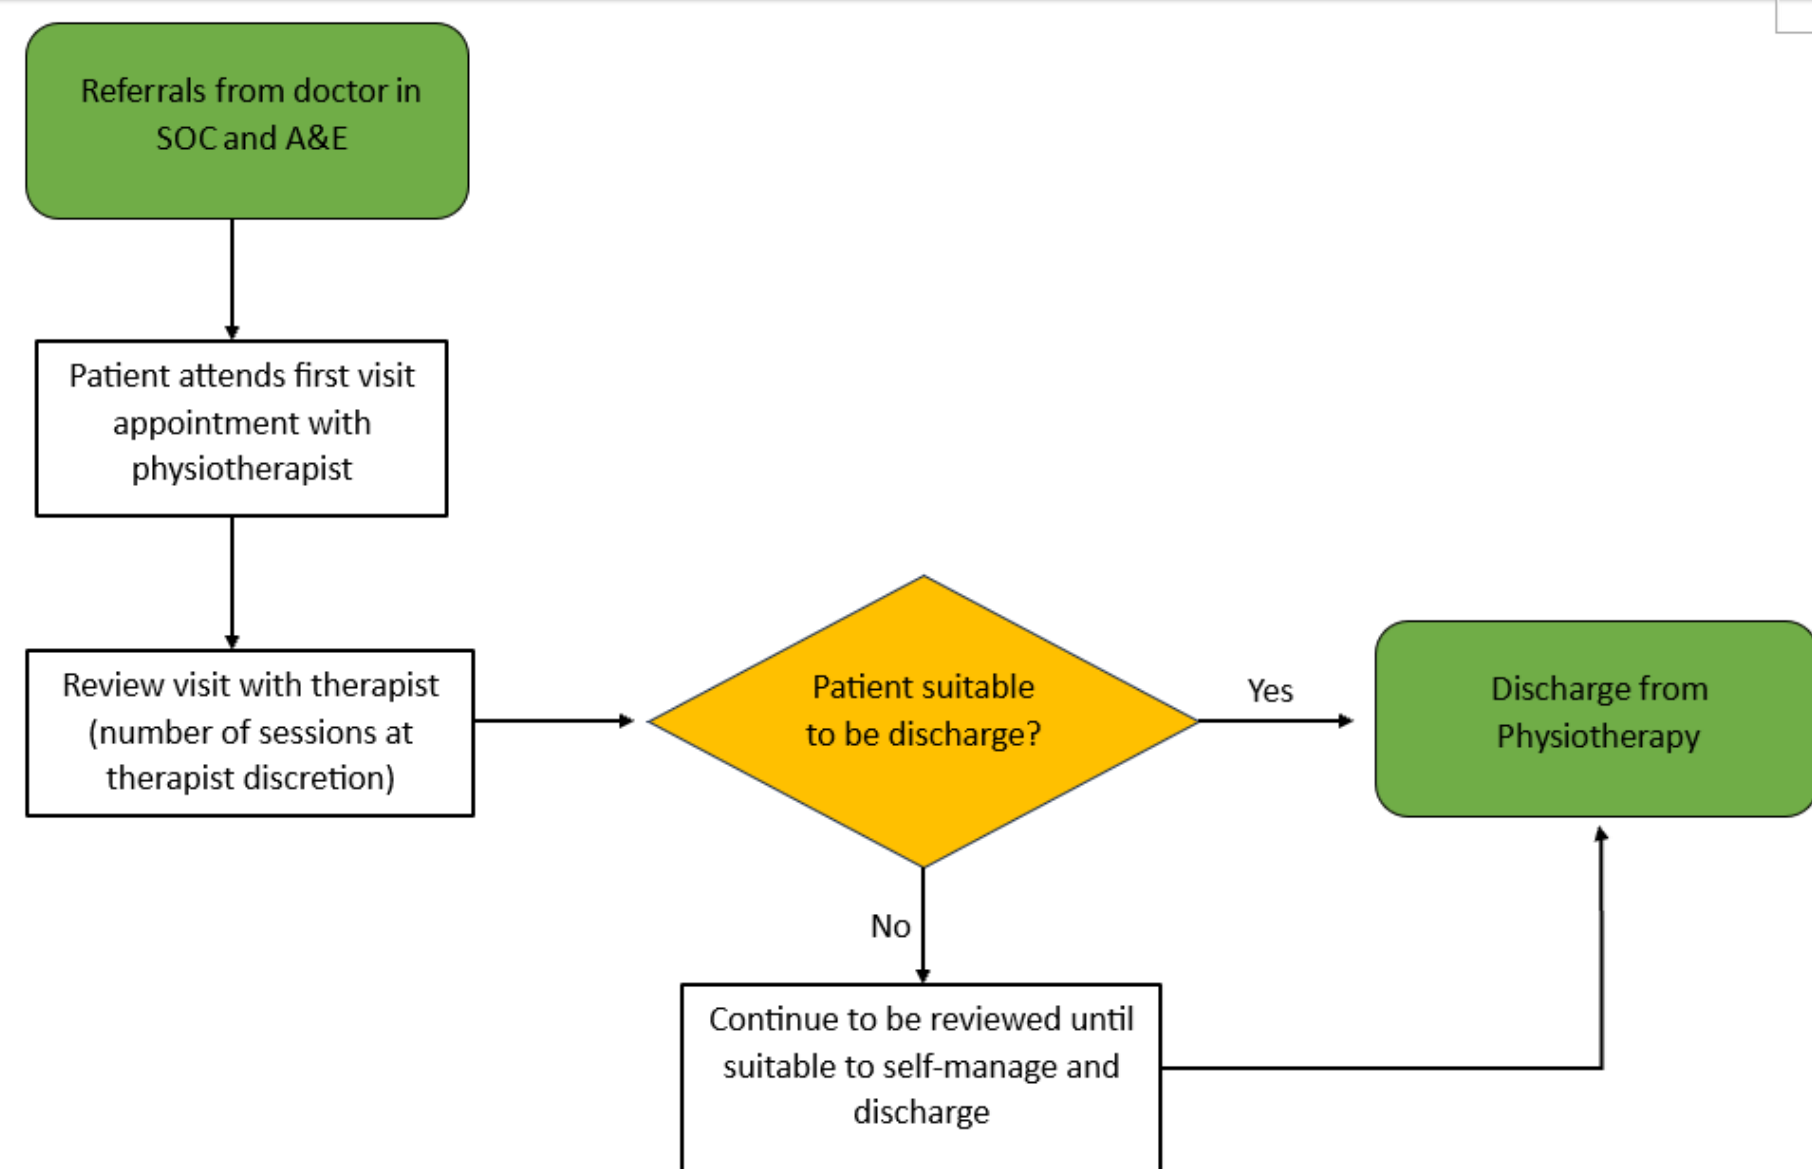 Referrals from doctor in
SOC and A&E
Patient attends first visit
appointment with
physiotherapist
Review visit with therapist
(number of sessions at
therapist discretion)
Patient suitable
to be discharge?
Yes
Discharge from
Physiotherapy
No
Continue to be reviewed until
suitable to self-manage and
discharge